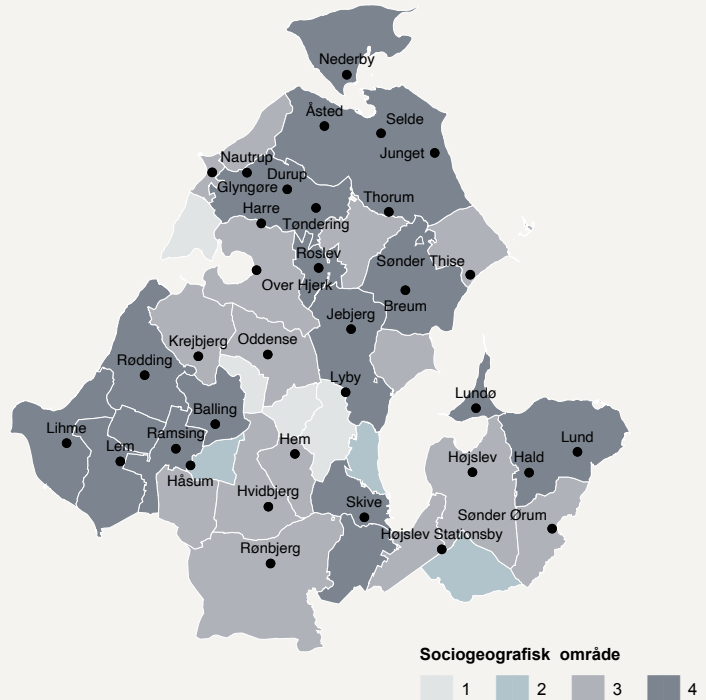 Nederby
Åsted
Selde
Junget
Nautrup
Glyngøre
Durup
Thorum
Harre
Tøndering
Roslev
Sønder Thise
Over Hjerk
Breum
Jebjerg
Krejbjerg
Oddense
Rødding
Lyby
Lundø
Balling
Lihme
Ramsing
Lem
Hem
Lund
Højslev
Hald
Håsum
Hvidbjerg
Skive
Sønder Ørum
Højslev Stationsby
Rønbjerg
Sociogeografisk område
1 2 3 4